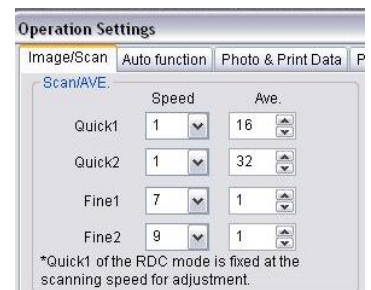 Operation Settings
Image/Scan Auto function Photo & Print Data P
Scan/AVE.
Speed Ave.
Quick1 1 16
Quick2 1 32
Fine1 7 1
Fine2 9 1
*Quick1 of the RDC mode is fixed at the
scanning speed for adjustment.